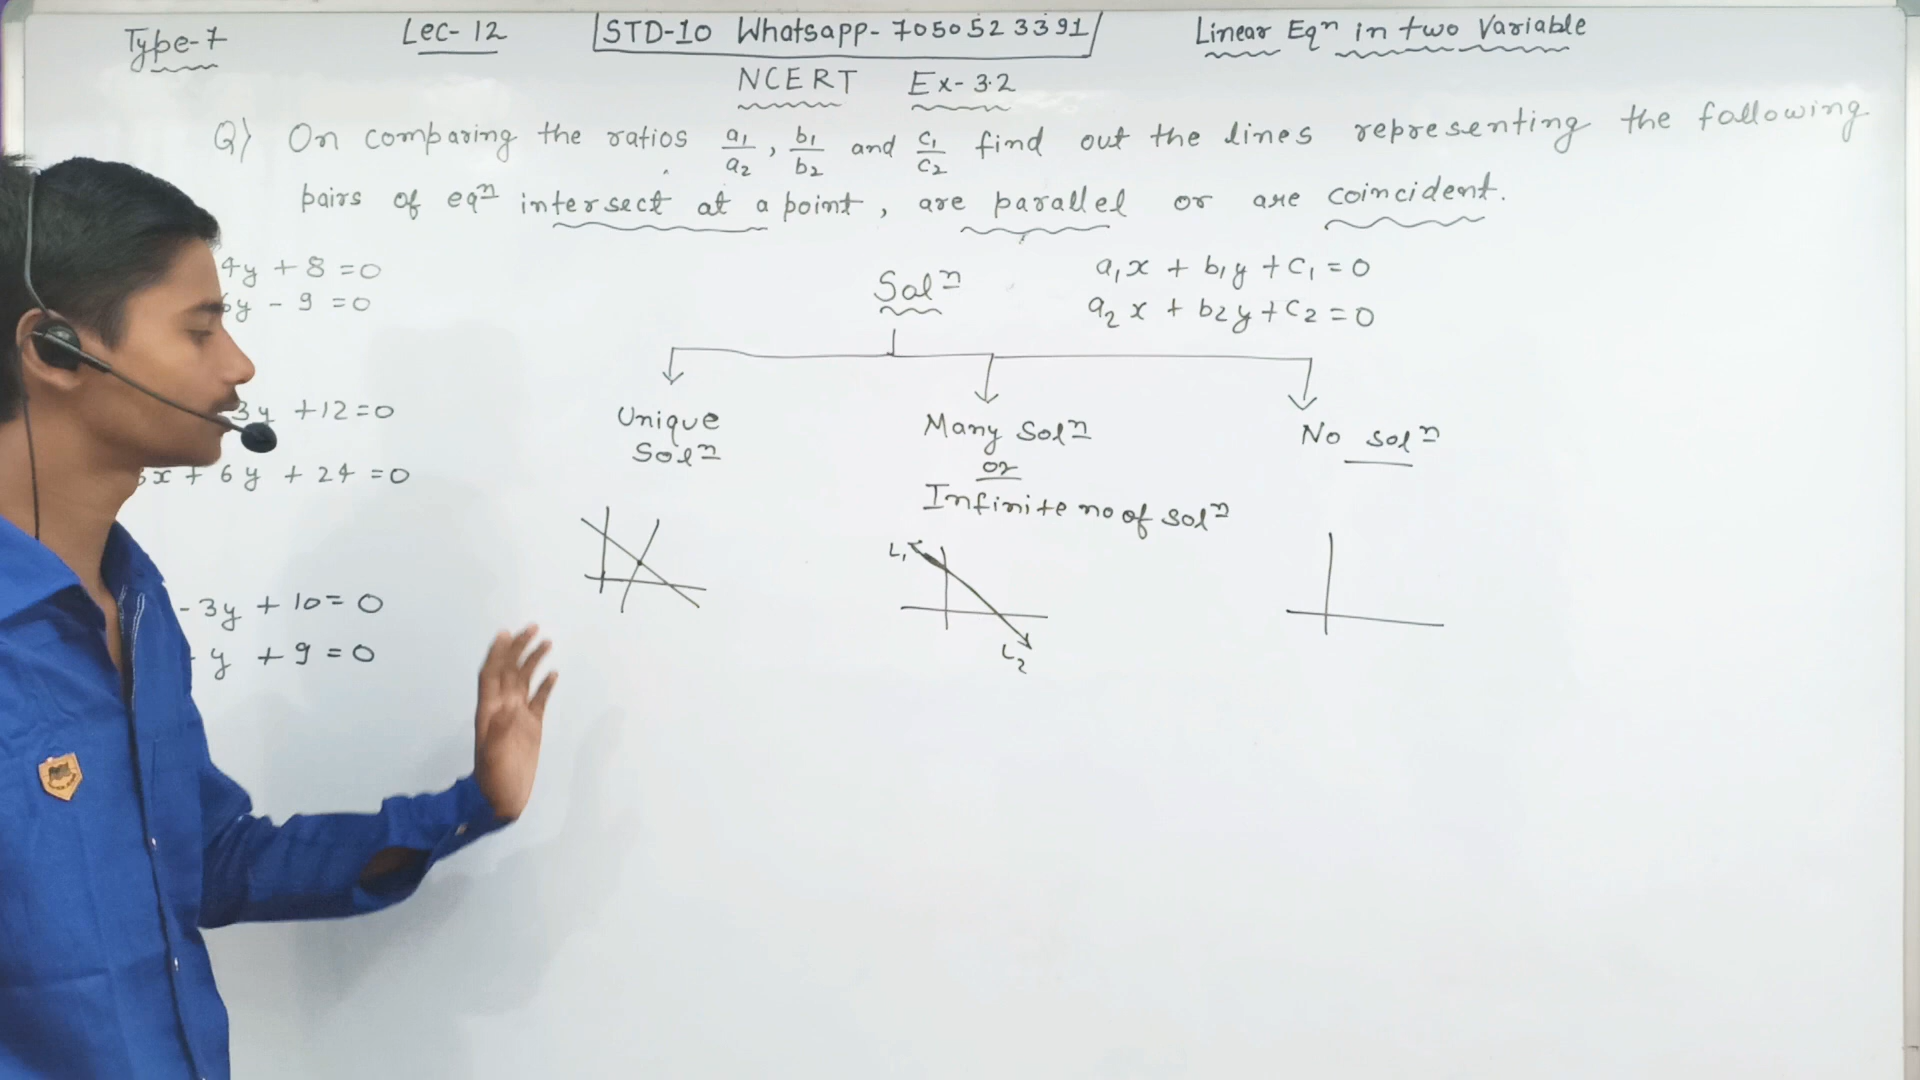 Type-7
Lec-12
STD-10 Whatsapp-7050523391
Linear Eqn in two Variable
NCERT Ex-3.2
Q) On comparing the ratios a1/a2, b1/b2 and c1/c2 find out the lines representing the following
pairs of eqn intersect at a point, are parallel or are coincident.
4y + 8 = 0
6y - 9 = 0
3y + 12 = 0
x + 6y + 24 = 0
- 3y + 10 = 0
y + 9 = 0
Soln
a1x + b1y + c1 = 0
a2x + b2y + c2 = 0
Unique
Soln
Many Soln
or
Infinite no of soln
No soln
L1
L2